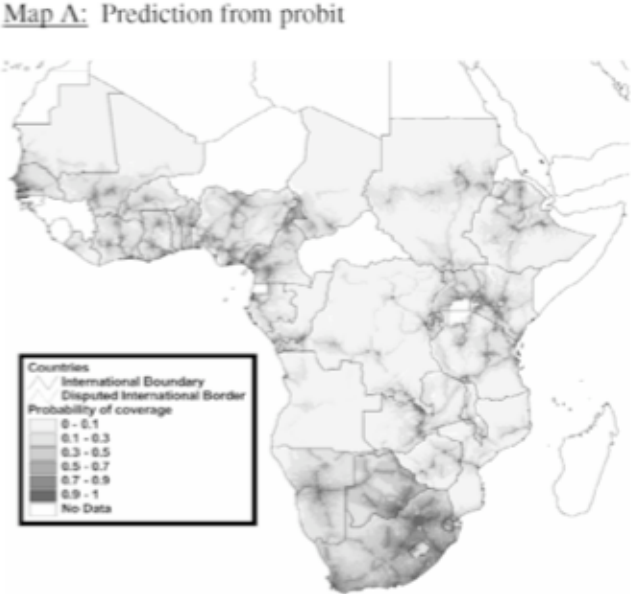 Map A: Prediction from probit
Countries
International Boundary
Disputed International Border
Probability of coverage
0 - 0.1
0.1 - 0.3
0.3 - 0.5
0.5 - 0.7
0.7 - 0.9
0.9 - 1
No Data